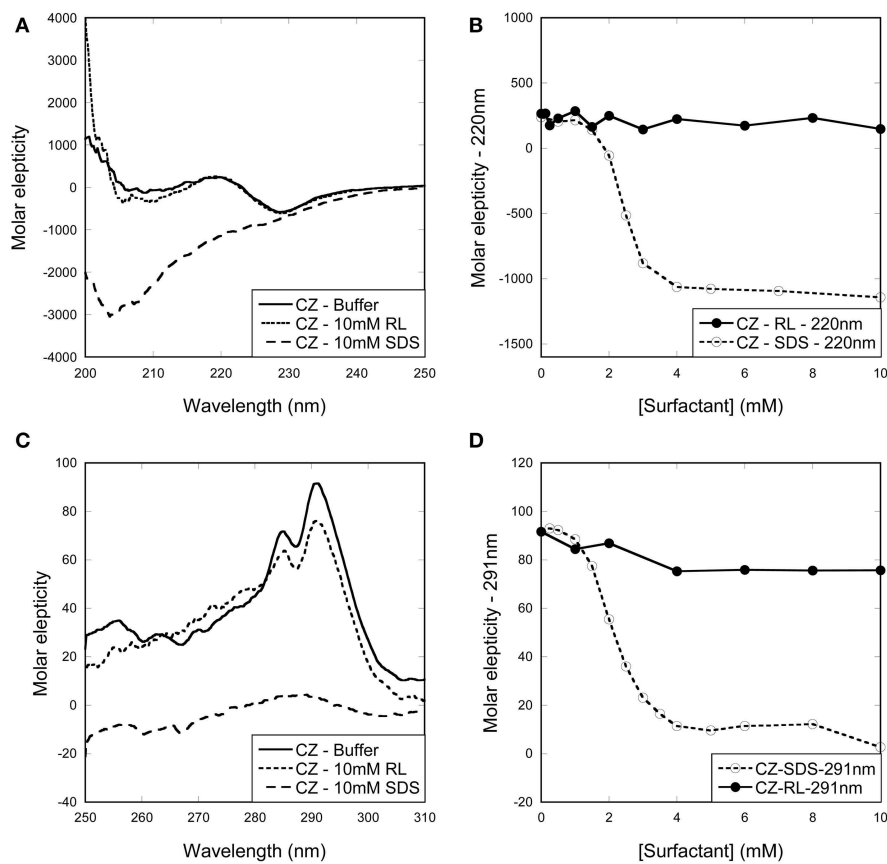 A
4000
3000
2000
1000
0
-1000
-2000
-3000
-4000
Molar elepticity
CZ - Buffer
CZ - 10mM RL
CZ - 10mM SDS
200 210 220 230 240 250
Wavelength (nm)
B
1000
500
0
-500
-1000
-1500
Molar elepticity - 220nm
CZ - RL - 220nm
CZ - SDS - 220nm
0 2 4 6 8 10
[Surfactant] (mM)
C
100
80
60
40
20
0
-20
-40
Molar elepticity
CZ - Buffer
CZ - 10mM RL
CZ - 10mM SDS
250 260 270 280 290 300 310
Wavelength (nm)
D
120
100
80
60
40
20
0
-20
Molar elepticity - 291nm
CZ-SDS-291nm
CZ-RL-291nm
0 2 4 6 8 10
[Surfactant] (mM)